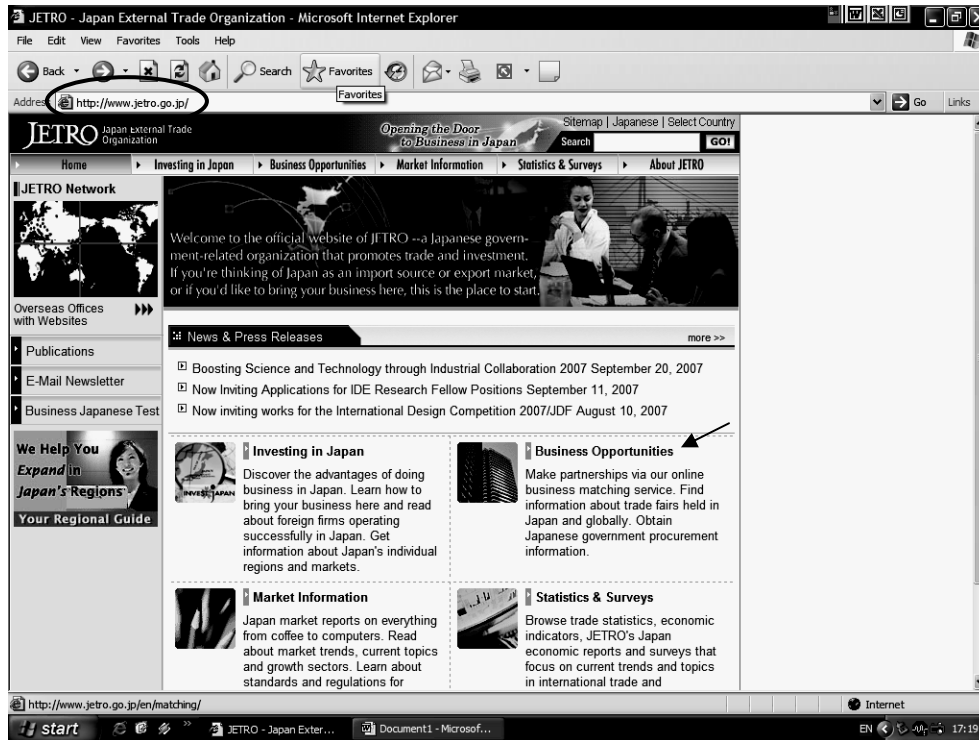 JETRO - Japan External Trade Organization - Microsoft Internet Explorer
File Edit View Favorites Tools Help
Back Search Favorites
Favorites
Address http://www.jetro.go.jp/ Go Links
JETRO Japan External Trade
Organization
Opening the Door
to Business in Japan
Sitemap | Japanese | Select Country
Search GO!
Home Investing in Japan Business Opportunities Market Information Statistics & Surveys About JETRO
JETRO Network
Overseas Offices
with Websites
Publications
E-Mail Newsletter
Business Japanese Test
We Help You
Expand in
Japan's Regions
Your Regional Guide
Welcome to the official website of JETRO --a Japanese govern-
ment-related organization that promotes trade and investment.
If you're thinking of Japan as an import source or export market,
or if you'd like to bring your business here, this is the place to start.
News & Press Releases more >>
Boosting Science and Technology through Industrial Collaboration 2007 September 20, 2007
Now Inviting Applications for IDE Research Fellow Positions September 11, 2007
Now inviting works for the International Design Competition 2007/JDF August 10, 2007
INVEST JAPAN
Investing in Japan
Discover the advantages of doing
business in Japan. Learn how to
bring your business here and read
about foreign firms operating
successfully in Japan. Get
information about Japan's individual
regions and markets.
Business Opportunities
Make partnerships via our online
business matching service. Find
information about trade fairs held in
Japan and globally. Obtain
Japanese government procurement
information.
Market Information
Japan market reports on everything
from coffee to computers. Read
about market trends, current topics
and growth sectors. Learn about
standards and regulations for
Statistics & Surveys
Browse trade statistics, economic
indicators, JETRO's Japan
economic reports and surveys that
focus on current trends and topics
in international trade and
http://www.jetro.go.jp/en/matching/ Internet
start JETRO - Japan Exter... Document1 - Microsof... EN 17:19